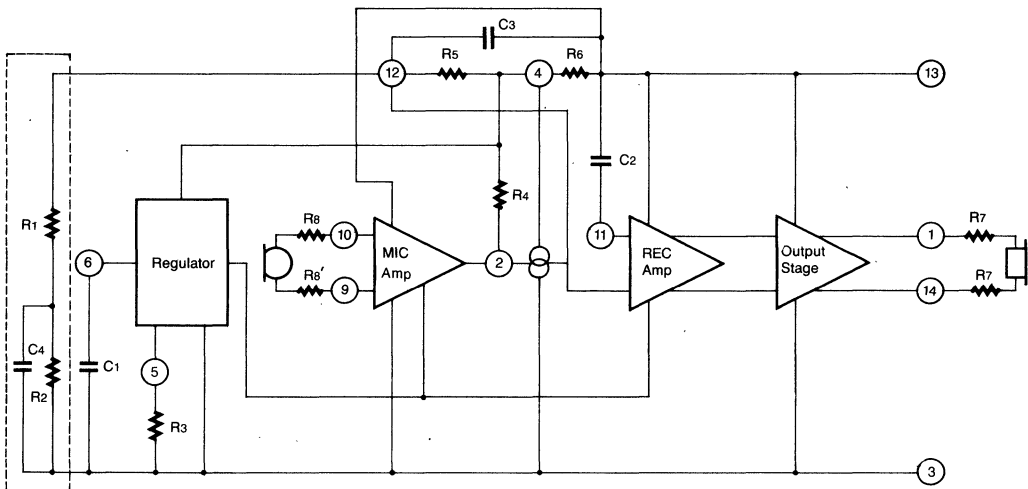 C3
R5
R6
12
4
13
C2
R1
R4
R8
10
11
1
R7
6
Regulator
MIC
Amp
2
REC
Amp
Output
Stage
R8'
9
14
R7
C4
R2
C1
5
R3
3